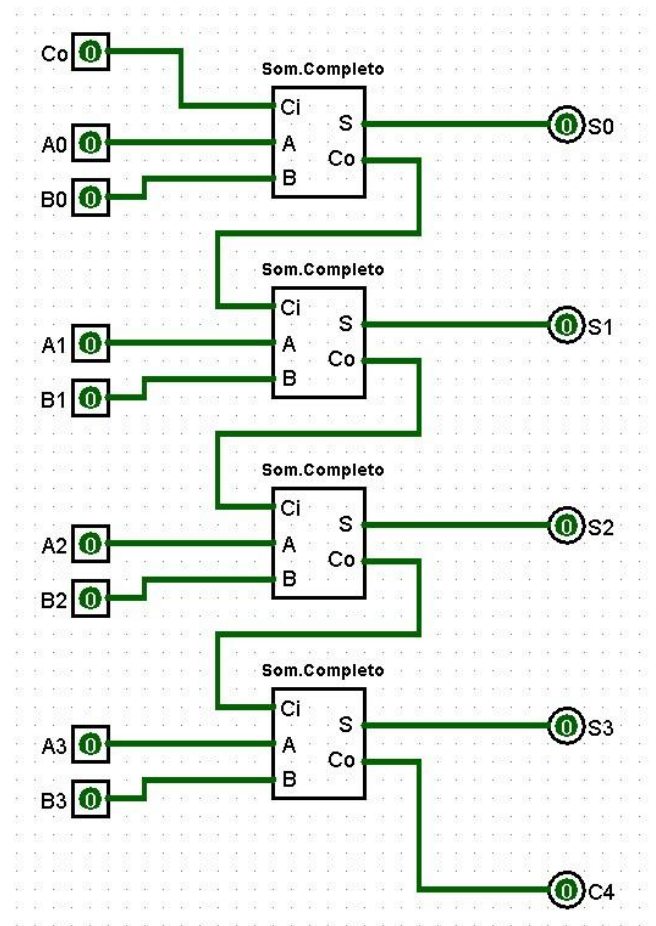 Co 0
Som.Completo
Ci
S 0 S0
A0 0 A
Co
B0 0 B
Som.Completo
Ci
S 0 S1
A1 0 A
Co
B1 0 B
Som.Completo
Ci
S 0 S2
A2 0 A
Co
B2 0 B
Som.Completo
Ci
S 0 S3
A3 0 A
Co
B3 0 B
0 C4